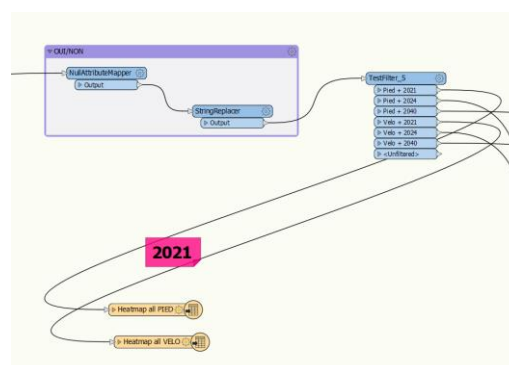 OUI/NON
NullAttributeMapper
Output
StringReplacer
Output
TestFilter_5
Pied + 2021
Pied + 2024
Pied + 2040
Velo + 2021
Velo + 2024
Velo + 2040
<Unfiltered>
2021
Heatmap all PIED
Heatmap all VELO